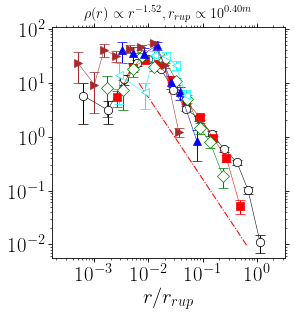 ρ(r) ∝ r^{-1.52}, r_{rup} ∝ 10^{0.40m}
10^2
10^1
10^0
10^{-1}
10^{-2}
10^{-3} 10^{-2} 10^{-1} 10^0
r/r_{rup}